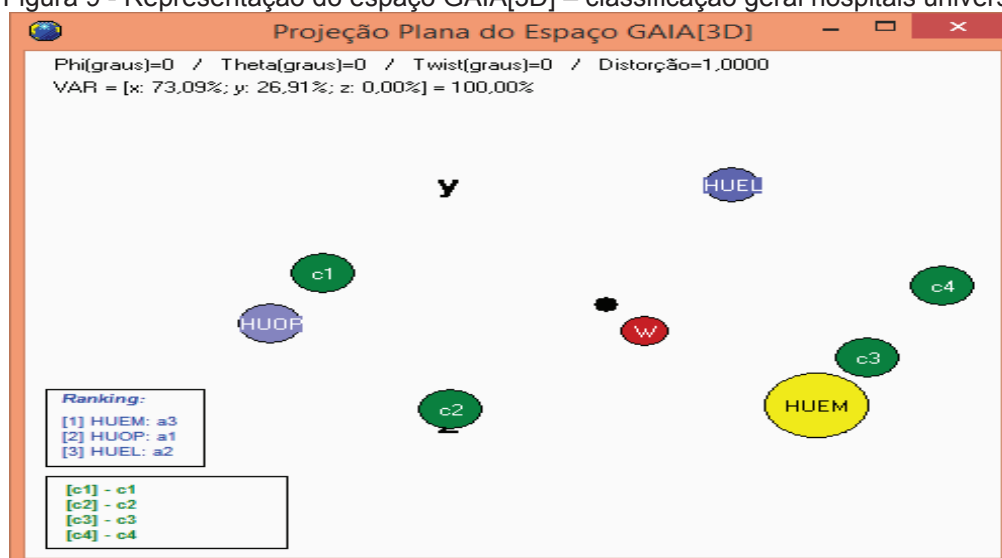 Figura 9 - Representação do espaço GAIA[3D] – classificação geral hospitais
Projeção Plana do Espaço GAIA[3D]
Phi(graus)=0 / Theta(graus)=0 / Twist(graus)=0 / Distorção=1,0000
VAR = [x: 73,09%; y: 26,91%; z: 0,00%] = 100,00%
y
HUEL
c1
c4
HUOP
W
c3
c2
HUEM
Ranking:
[1] HUEM: a3
[2] HUOP: a1
[3] HUEL: a2
[c1] - c1
[c2] - c2
[c3] - c3
[c4] - c4